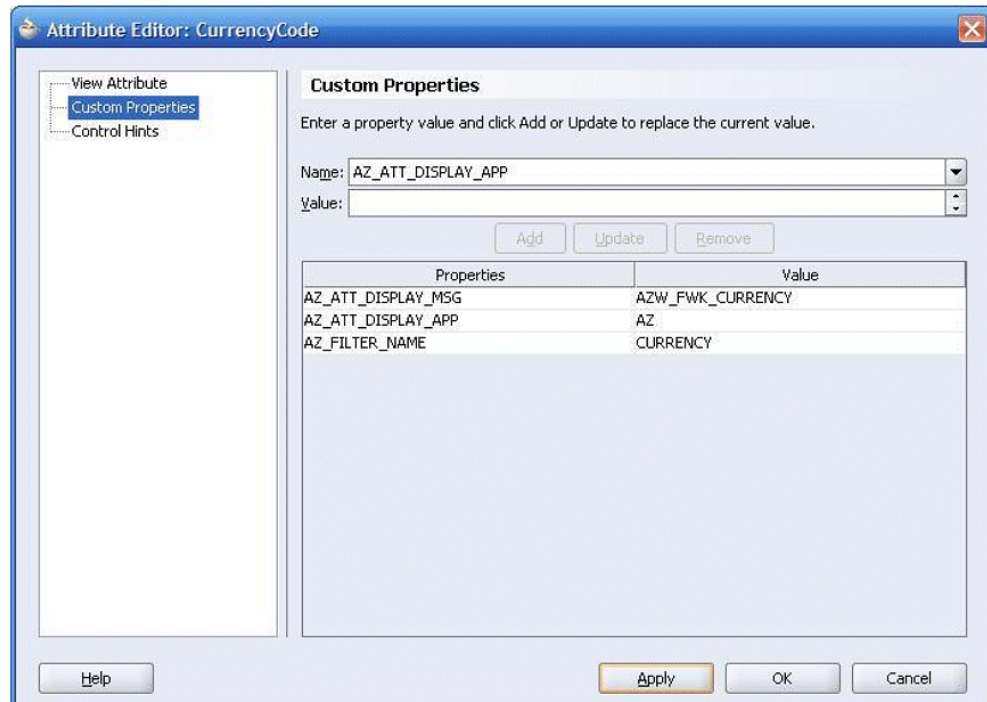 Attribute Editor: CurrencyCode
View Attribute
Custom Properties
Control Hints
Custom Properties
Enter a property value and click Add or Update to replace the current value.
Name: AZ_ATT_DISPLAY_APP
Value:
Add Update Remove
Properties Value
AZ_ATT_DISPLAY_MSG AZW_FWK_CURRENCY
AZ_ATT_DISPLAY_APP AZ
AZ_FILTER_NAME CURRENCY
Help Apply OK Cancel